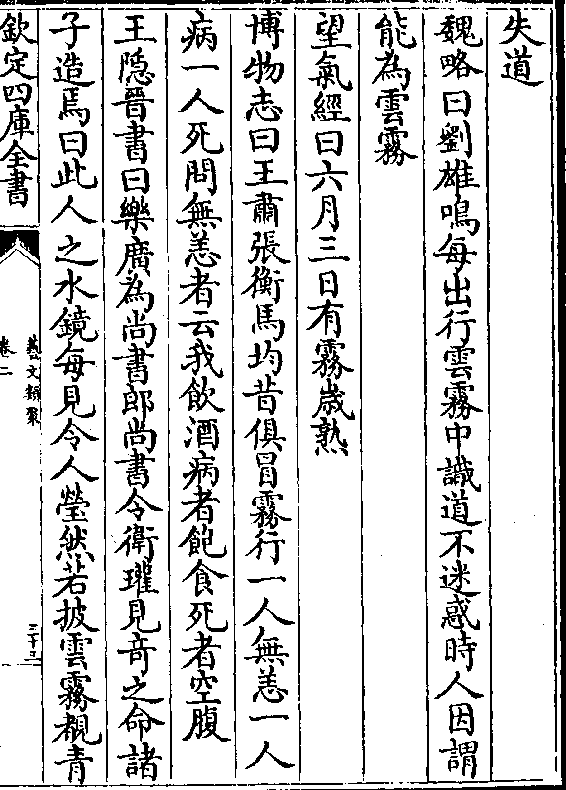 失道
魏略曰劉雄鳴每出行雲霧中識道不迷惑時人因謂
能為雲霧
望氣經曰六月三日有霧歳熟
博物志曰王肅張衡馬均昔俱冒霧行一人無恙一人
病一人死問無恙者云我飲酒病者飽食死者空腹
王隠晉書曰樂廣為尚書郎尚書令衛瓘見竒之命諸
子造焉曰此人之水鏡每見令人瑩然若披雲霧覩青
欽定四庫全書
藝文類聚
卷二
三十三